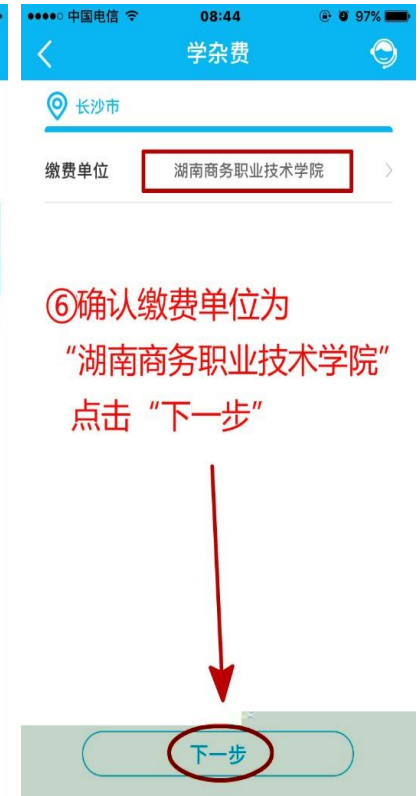 中国电信 08:44 97%
学杂费
长沙市
缴费单位 湖南商务职业技术学院
⑥确认缴费单位为
“湖南商务职业技术学院”
点击“下一步”
下一步